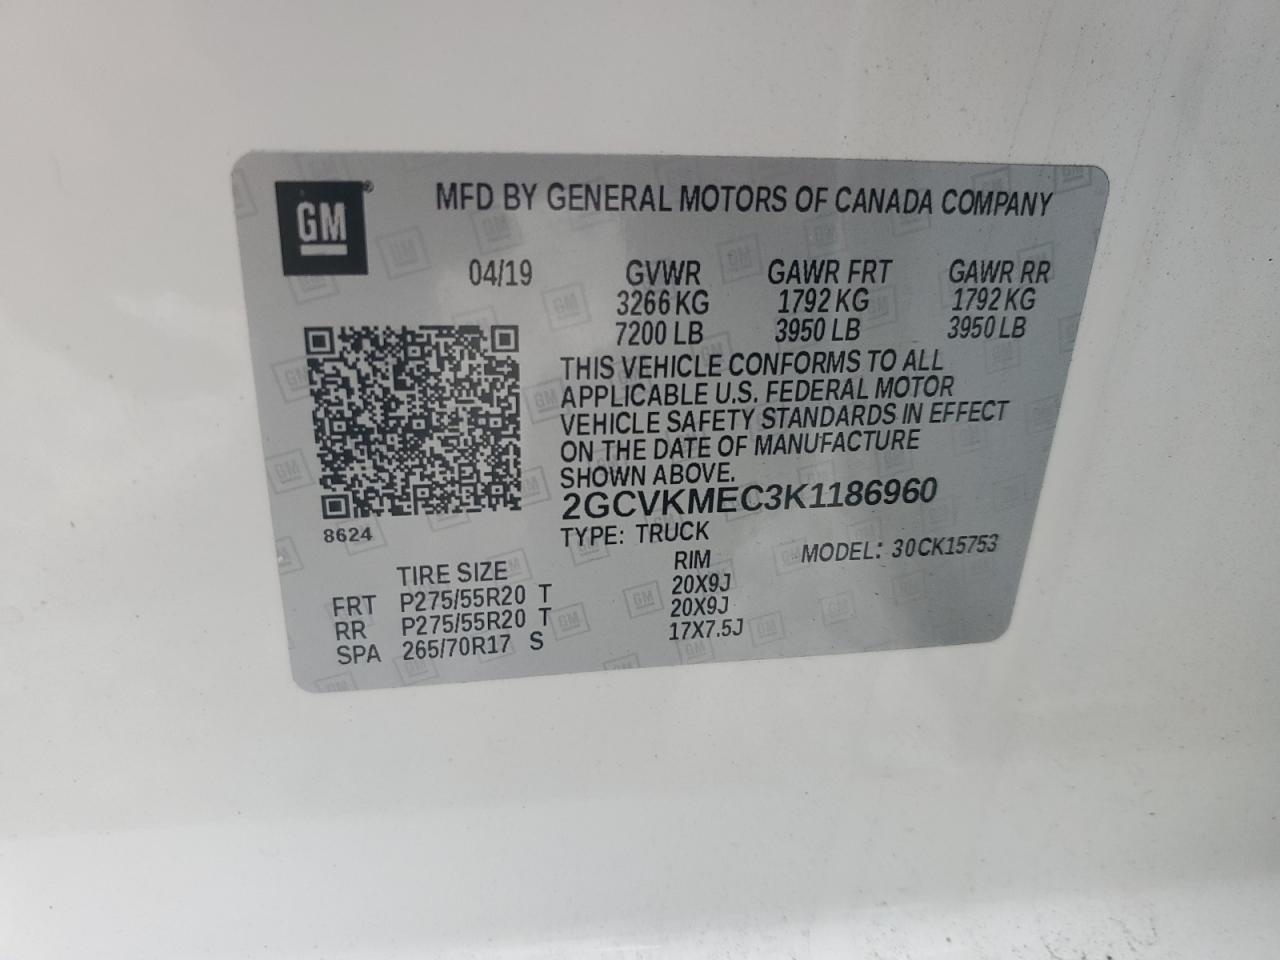 GM®
MFD BY GENERAL MOTORS OF CANADA COMPANY
04/19 GVWR GAWR FRT GAWR RR
3266 KG 1792 KG 1792 KG
7200 LB 3950 LB 3950 LB
THIS VEHICLE CONFORMS TO ALL
APPLICABLE U.S. FEDERAL MOTOR
VEHICLE SAFETY STANDARDS IN EFFECT
ON THE DATE OF MANUFACTURE
SHOWN ABOVE.
2GCVKMEC3K1186960
8624
TYPE: TRUCK
MODEL: 30CK15753
TIRE SIZE RIM
FRT P275/55R20 T 20X9J
RR P275/55R20 T 20X9J
SPA 265/70R17 S 17X7.5J